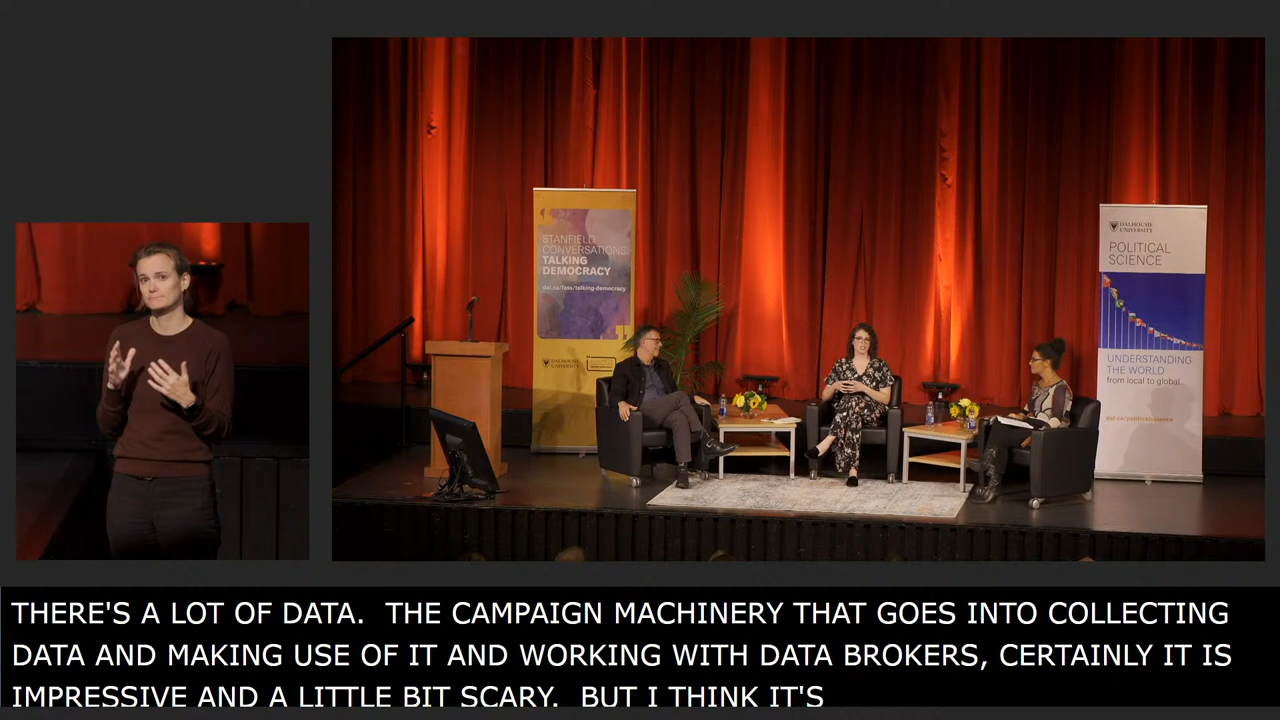 STANFIELD
CONVERSATIONS:
TALKING
DEMOCRACY
dal.ca/fass/talking-democracy
DALHOUSIE
DALHOUSIE
UNIVERSITY
POLITICAL
SCIENCE
UNDERSTANDING
THE WORLD
from local to global
dal.ca/politicalscience
THERE'S A LOT OF DATA.  THE CAMPAIGN MACHINERY THAT GOES INTO COLLECTING
DATA AND MAKING USE OF IT AND WORKING WITH DATA BROKERS, CERTAINLY IT IS
IMPRESSIVE AND A LITTLE BIT SCARY.  BUT I THINK IT'S